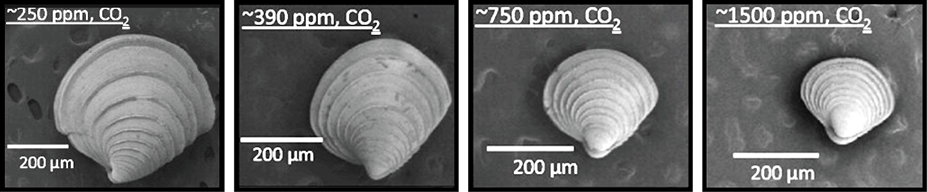 ~250 ppm, CO2
200 µm
~390 ppm, CO2
200 µm
~750 ppm, CO2
200 µm
~1500 ppm, CO2
200 µm